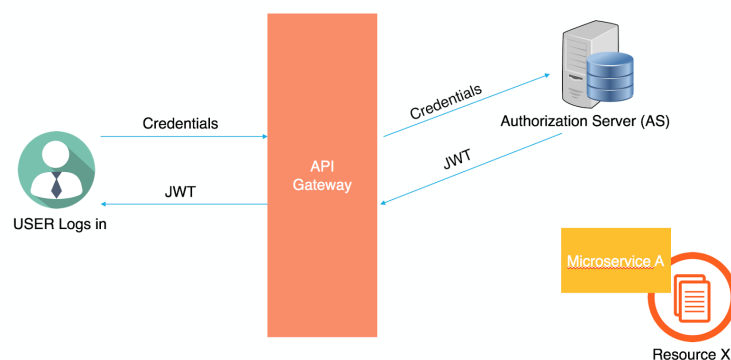 Credentials
Credentials
Authorization Server (AS)
API
Gateway
JWT
JWT
USER Logs in
Microservice A
Resource X